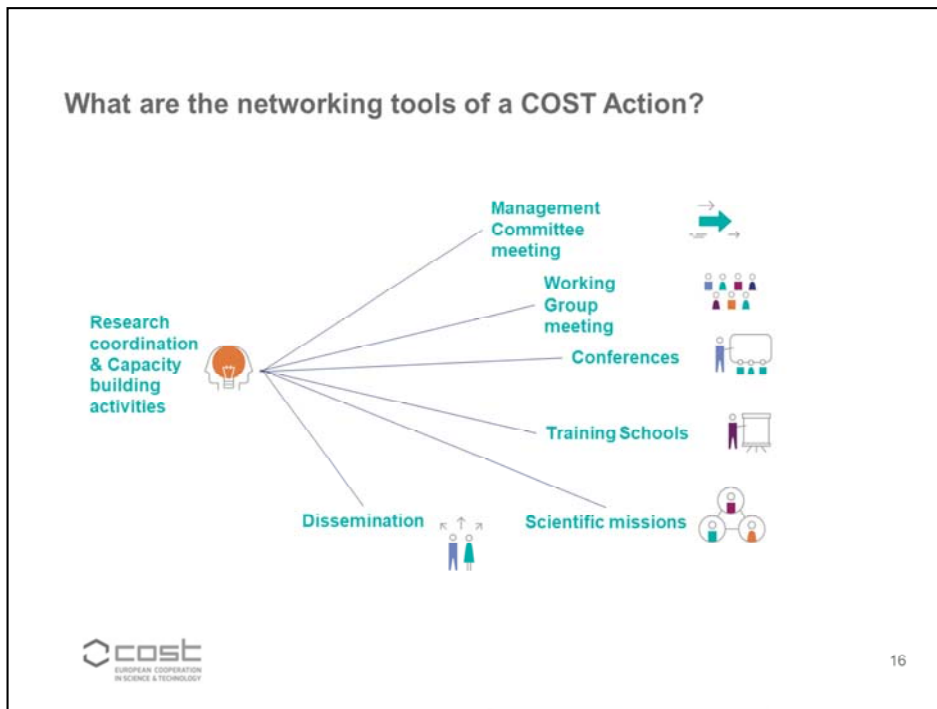 What are the networking tools of a COST Action?
Management
Committee
meeting
Working
Group
meeting
Research
coordination
& Capacity
building
activities
Conferences
Training Schools
Dissemination
Scientific missions
cost
EUROPEAN COOPERATION
IN SCIENCE & TECHNOLOGY
16